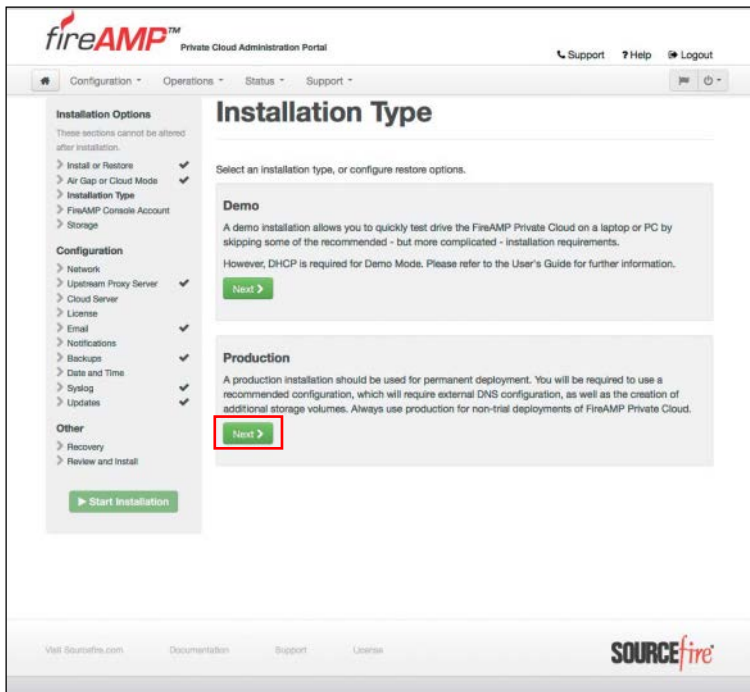 fireAMP™ Private Cloud Administration Portal
Support ? Help Logout
Configuration Operations Status Support
Installation Options
These sections cannot be altered
after installation.
Install or Restore
Air Gap or Cloud Mode
Installation Type
FireAMP Console Account
Storage
Configuration
Network
Upstream Proxy Server
Cloud Server
License
Email
Notifications
Backups
Date and Time
Syslog
Updates
Other
Recovery
Review and Install
Start Installation
Installation Type
Select an installation type, or configure restore options.
Demo
A demo installation allows you to quickly test drive the FireAMP Private Cloud on a laptop or PC by
skipping some of the recommended - but more complicated - installation requirements.
However, DHCP is required for Demo Mode. Please refer to the User's Guide for further information.
Next
Production
A production installation should be used for permanent deployment. You will be required to use a
recommended configuration, which will require external DNS configuration, as well as the creation of
additional storage volumes. Always use production for non-trial deployments of FireAMP Private Cloud.
Next
Visit Sourcefire.com Documentation Support License
SOURCEfire